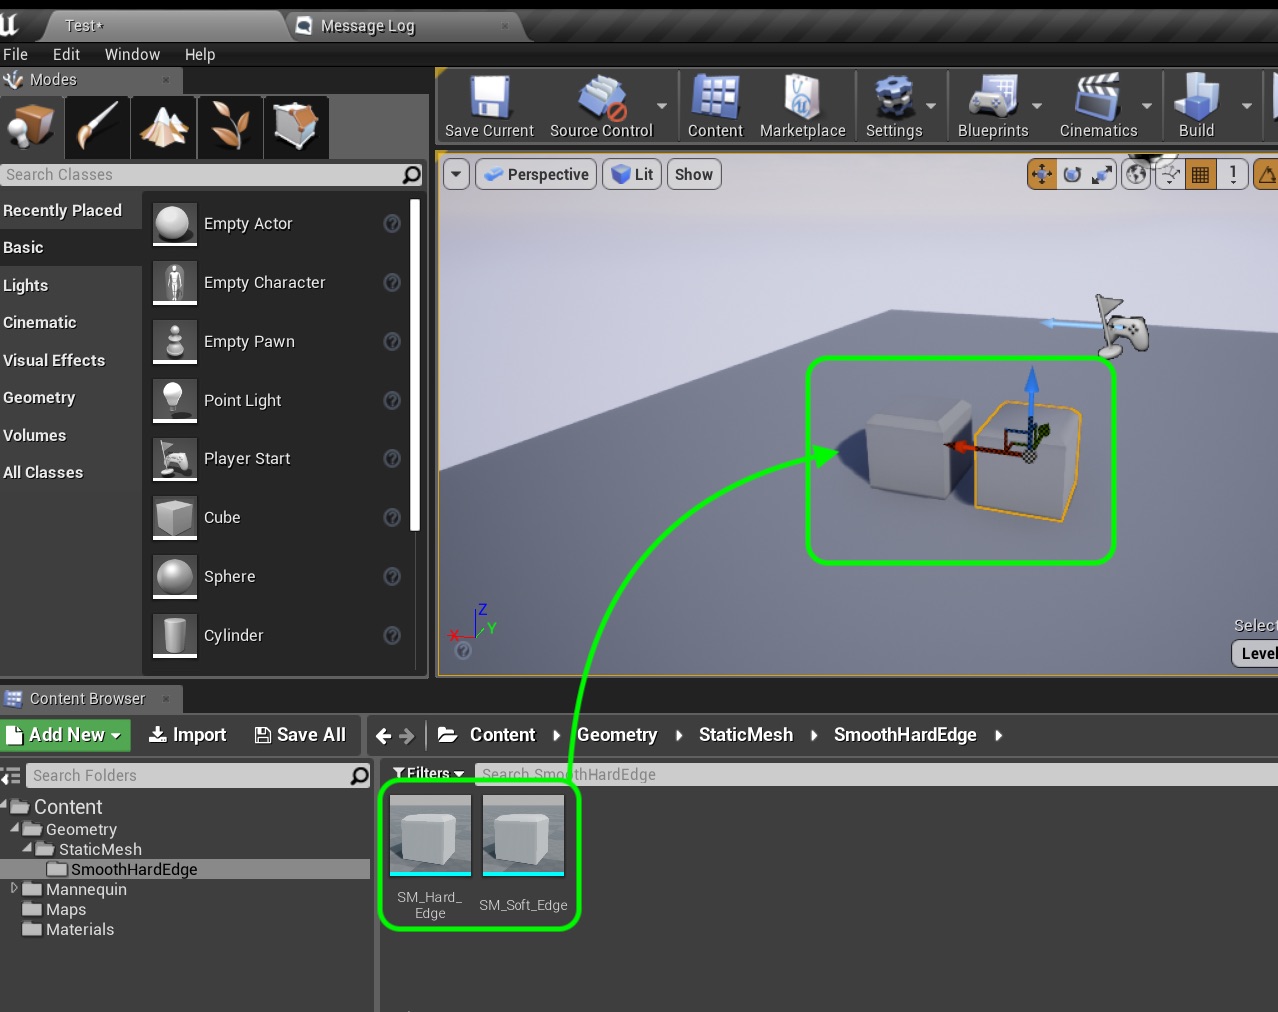 Test*
Message Log
File Edit Window Help
Modes
Save Current
Source Control
Content
Marketplace
Settings
Blueprints
Cinematics
Build
Search Classes
Perspective
Lit
Show
1
Recently Placed
Basic
Lights
Cinematic
Visual Effects
Geometry
Volumes
All Classes
Empty Actor
Empty Character
Empty Pawn
Point Light
Player Start
Cube
Sphere
Cylinder
Z
X
Y
Selec
Level
Content Browser
Add New
Import
Save All
Content
Geometry
StaticMesh
SmoothHardEdge
Search Folders
Filters
Search SmoothHardEdge
Content
Geometry
StaticMesh
SmoothHardEdge
Mannequin
Maps
Materials
SM_Hard_
Edge
SM_Soft_Edge